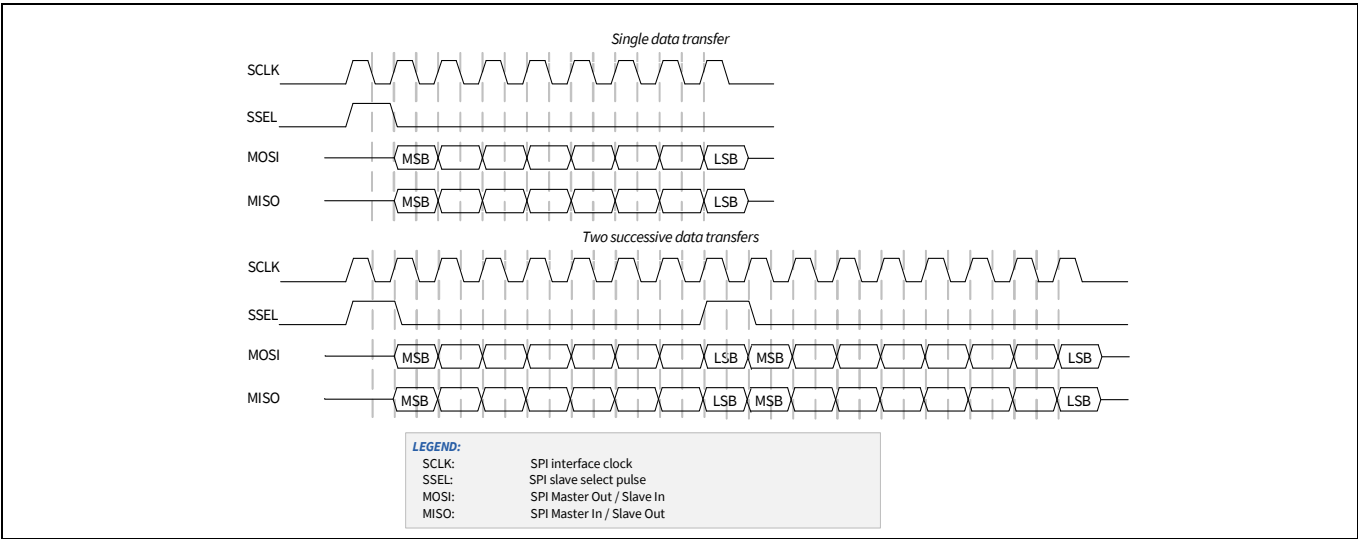 Single data transfer
SCLK
SSEL
MOSI MSB LSB
MISO MSB LSB
Two successive data transfers
SCLK
SSEL
MOSI MSB LSB MSB LSB
MISO MSB LSB MSB LSB
LEGEND:
SCLK: SPI interface clock
SSEL: SPI slave select pulse
MOSI: SPI Master Out / Slave In
MISO: SPI Master In / Slave Out